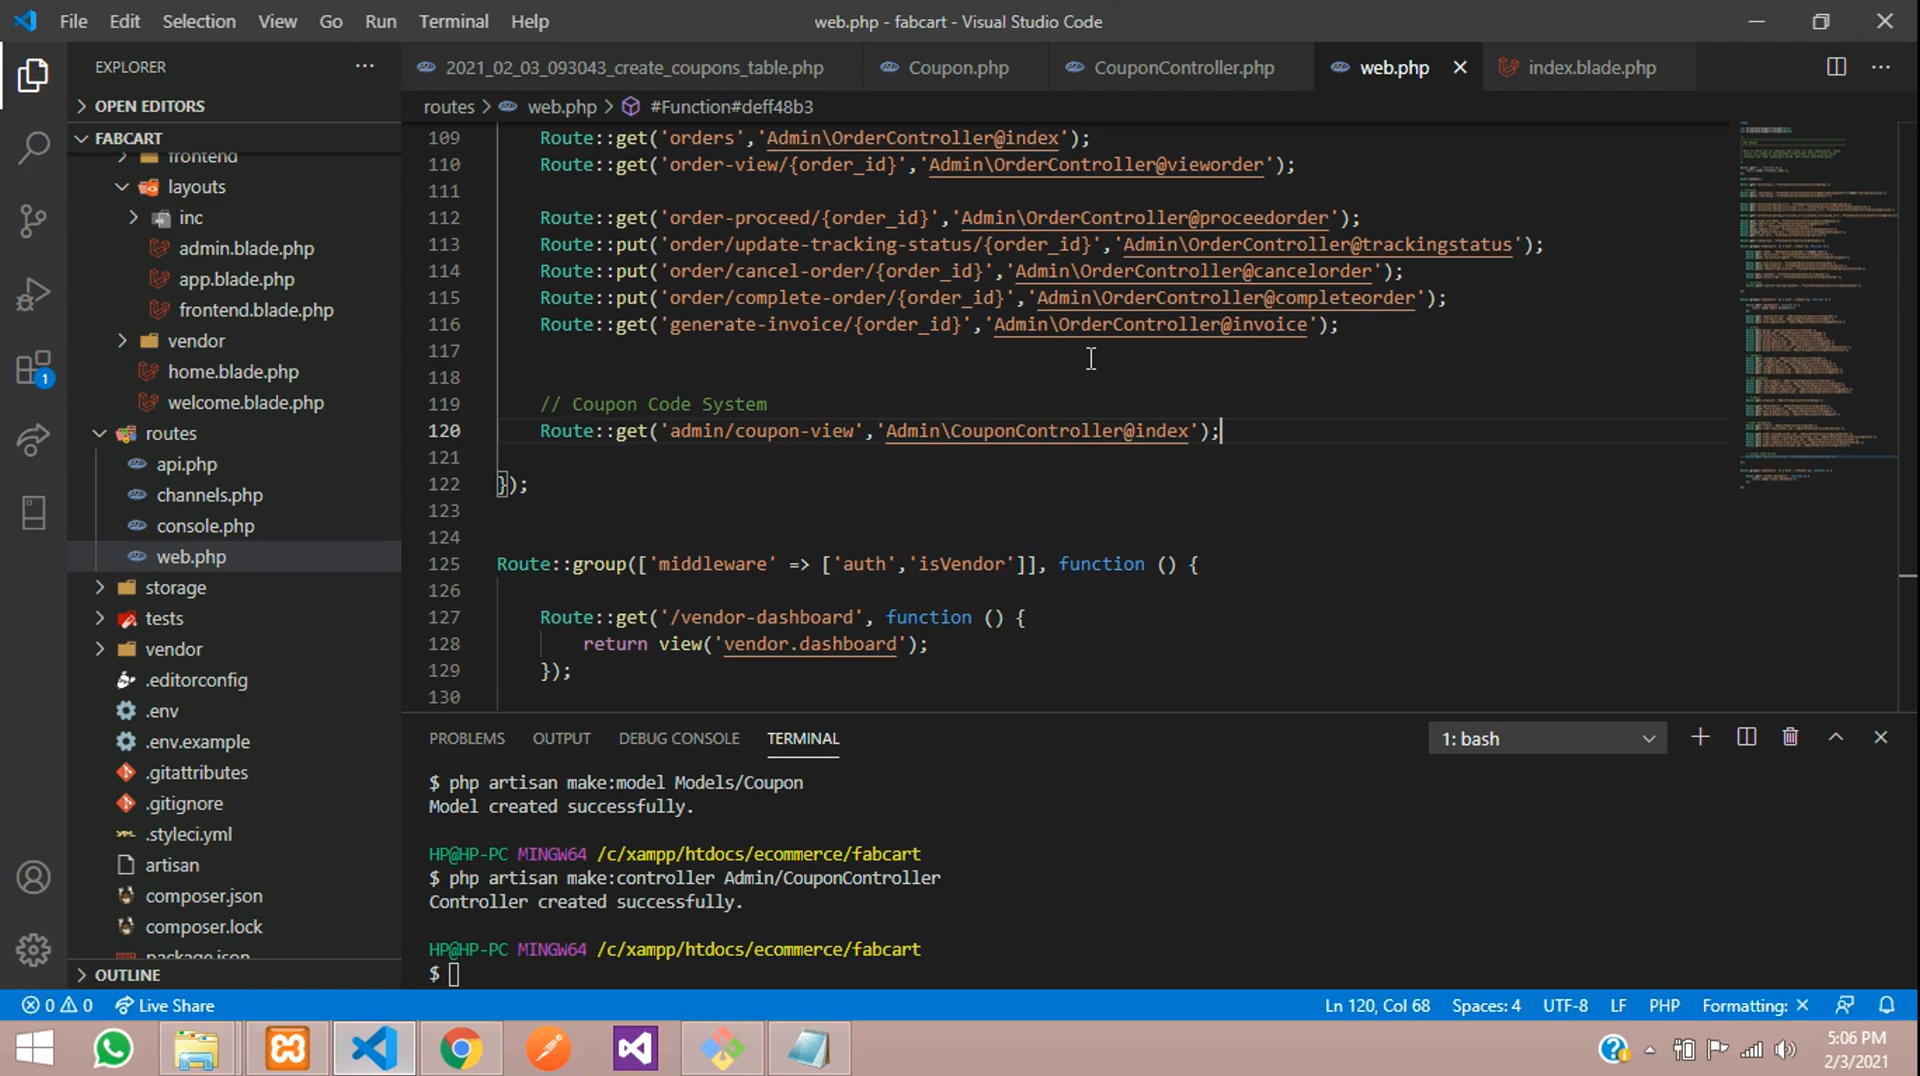 File Edit Selection View Go Run Terminal Help
web.php - fabcart - Visual Studio Code
EXPLORER
2021_02_03_093043_create_coupons_table.php Coupon.php CouponController.php web.php index.blade.php
OPEN EDITORS
FABCART
frontend
layouts
inc
admin.blade.php
app.blade.php
frontend.blade.php
vendor
home.blade.php
welcome.blade.php
routes
api.php
channels.php
console.php
web.php
storage
tests
vendor
.editorconfig
.env
.env.example
.gitattributes
.gitignore
.styleci.yml
artisan
composer.json
composer.lock
package.json
OUTLINE
routes > web.php > #Function#deff48b3
109 Route::get('orders','Admin\OrderController@index');
110 Route::get('order-view/{order_id}','Admin\OrderController@vieworder');
111
112 Route::get('order-proceed/{order_id}','Admin\OrderController@proceedorder');
113 Route::put('order/update-tracking-status/{order_id}','Admin\OrderController@trackingstatus');
114 Route::put('order/cancel-order/{order_id}','Admin\OrderController@cancelorder');
115 Route::put('order/complete-order/{order_id}','Admin\OrderController@completeorder');
116 Route::get('generate-invoice/{order_id}','Admin\OrderController@invoice');
117
118
119 // Coupon Code System
120 Route::get('admin/coupon-view','Admin\CouponController@index');
121
122 });
123
124
125 Route::group(['middleware' => ['auth','isVendor']], function () {
126
127 Route::get('/vendor-dashboard', function () {
128 return view('vendor.dashboard');
129 });
130
PROBLEMS OUTPUT DEBUG CONSOLE TERMINAL
1: bash
$ php artisan make:model Models/Coupon
Model created successfully.
HP@HP-PC MINGW64 /c/xampp/htdocs/ecommerce/fabcart
$ php artisan make:controller Admin/CouponController
Controller created successfully.
HP@HP-PC MINGW64 /c/xampp/htdocs/ecommerce/fabcart
$
1
0 0 Live Share
Ln 120, Col 68 Spaces: 4 UTF-8 LF PHP Formatting: ×
5:06 PM
2/3/2021